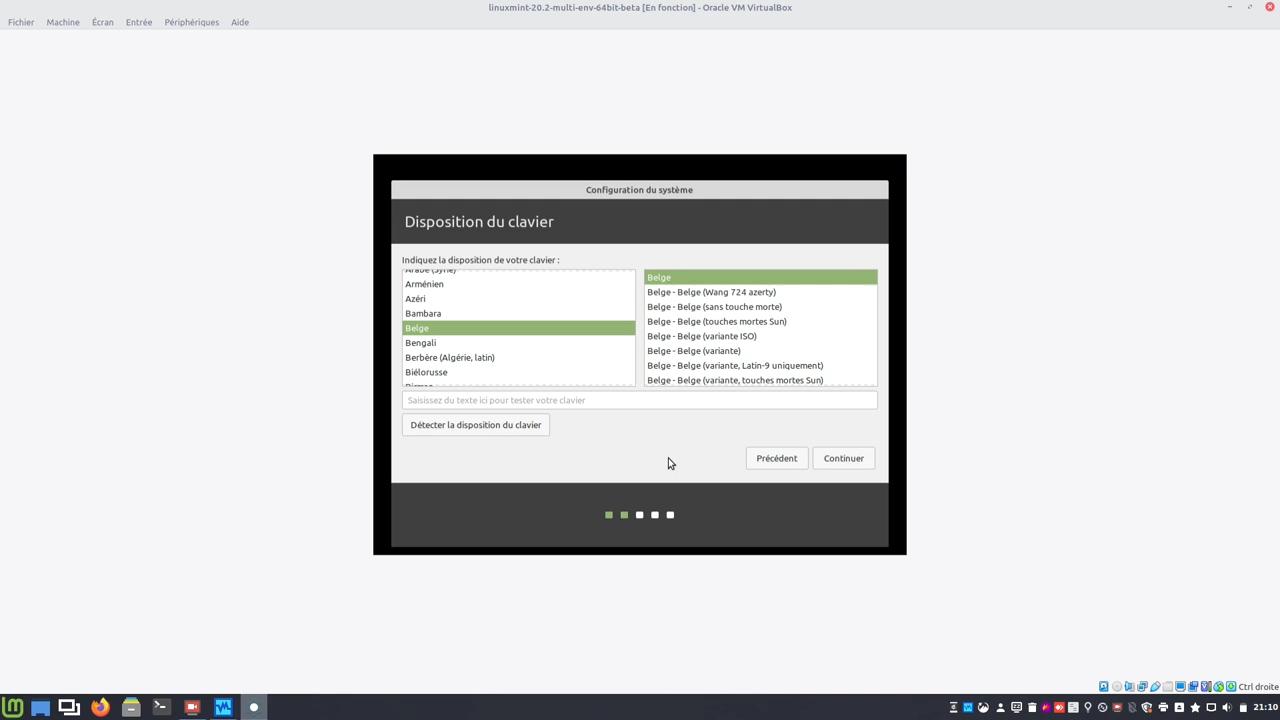 linuxmint-20.2-multi-env-64bit-beta [En fonction] - Oracle VM VirtualBox
Fichier Machine Écran Entrée Périphériques Aide
Configuration du système
Disposition du clavier
Indiquez la disposition de votre clavier :
Arabe (Syrie)
Arménien
Azéri
Bambara
Belge
Bengali
Berbère (Algérie, latin)
Biélorusse
Belge
Belge - Belge (Wang 724 azerty)
Belge - Belge (sans touche morte)
Belge - Belge (touches mortes Sun)
Belge - Belge (variante ISO)
Belge - Belge (variante)
Belge - Belge (variante, Latin-9 uniquement)
Belge - Belge (variante, touches mortes Sun)
Saisissez du texte ici pour tester votre clavier
Détecter la disposition du clavier
Précédent Continuer
Ctrl droite
21:10